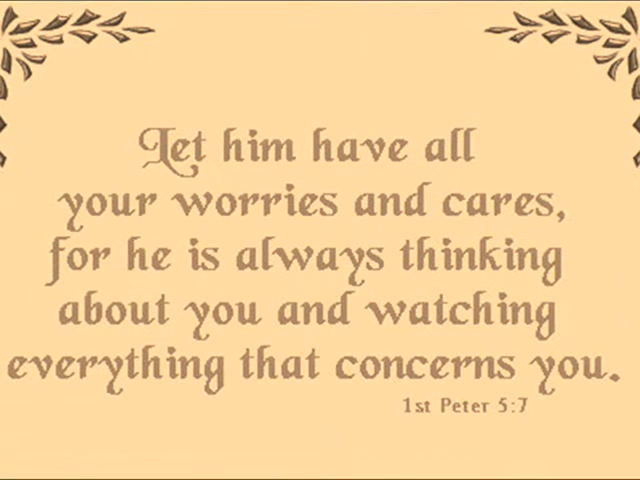 Let him have all
your worries and cares,
for he is always thinking
about you and watching
everything that concerns you.
1st Peter 5:7